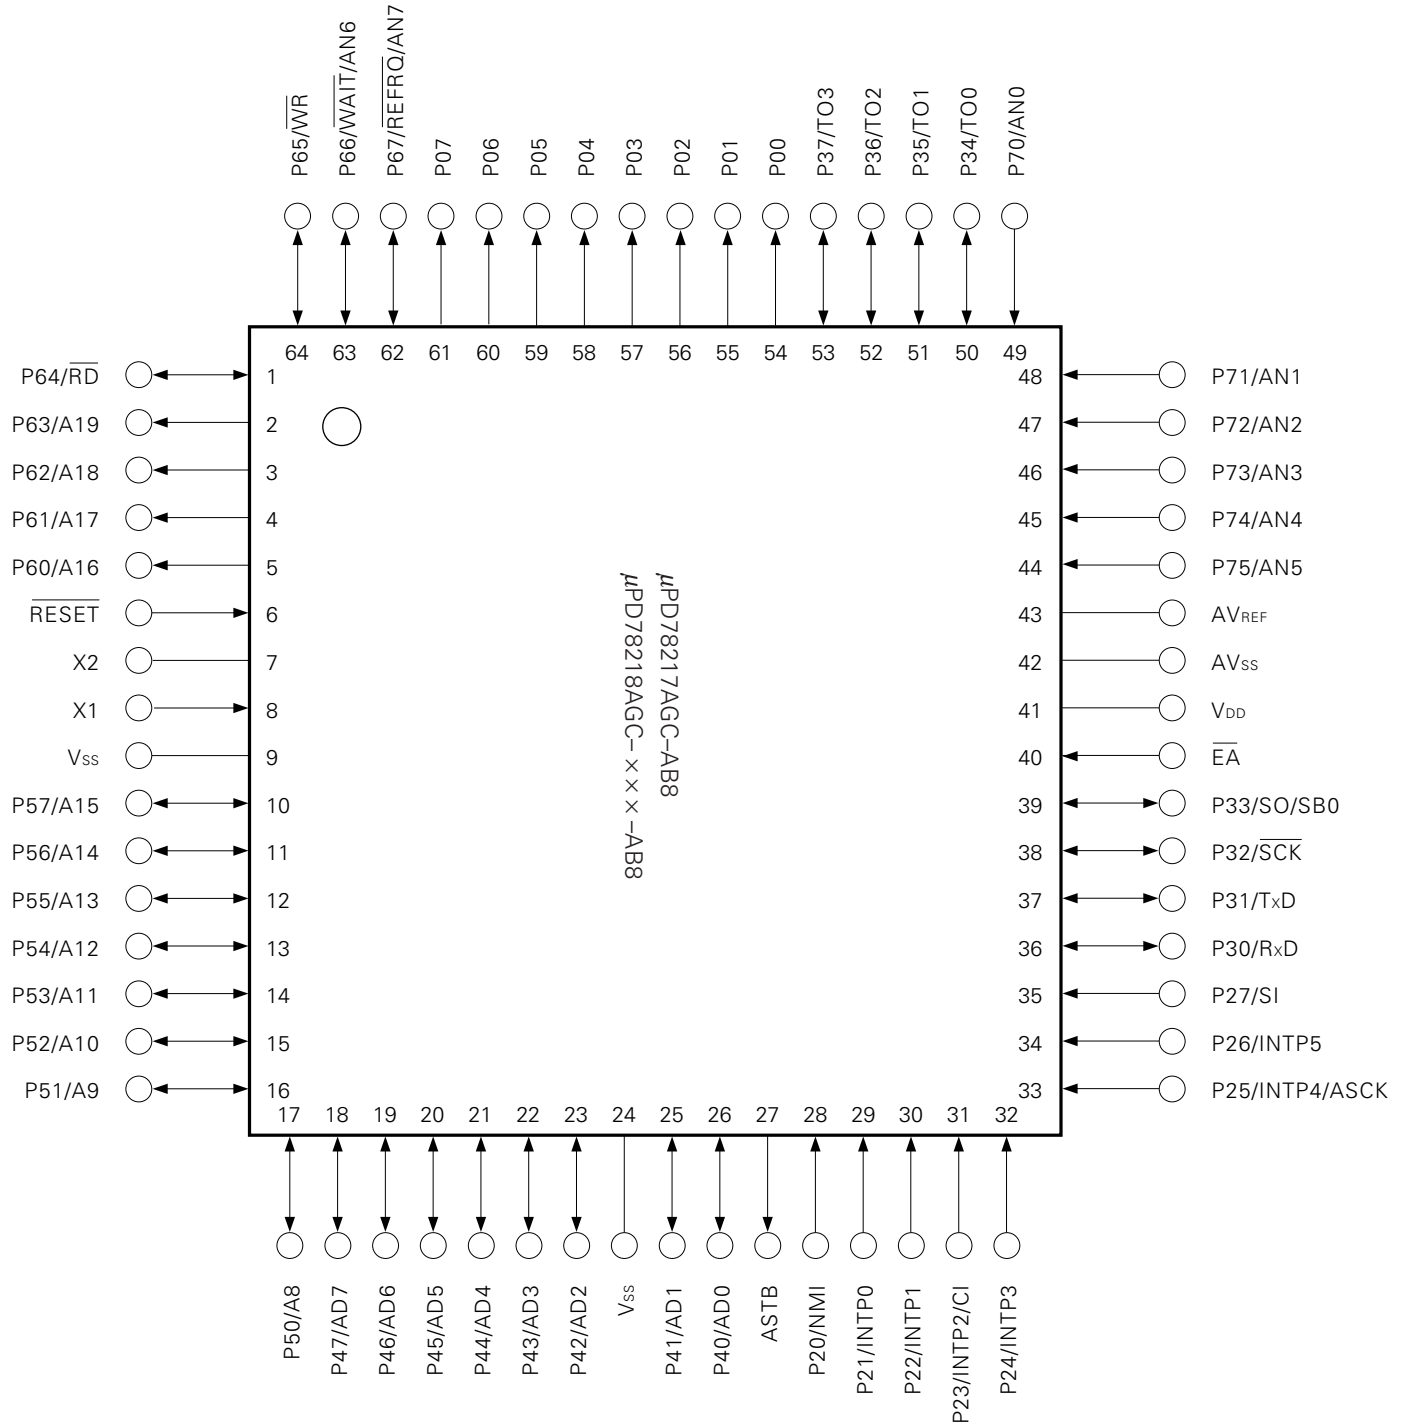 P65/WR
P66/WAIT/AN6
P67/REFRQ/AN7
P07
P06
P05
P04
P03
P02
P01
P00
P37/TO3
P36/TO2
P35/TO1
P34/TO0
P70/AN0
64 63 62 61 60 59 58 57 56 55 54 53 52 51 50 49
P64/RD 1
P63/A19 2
P62/A18 3
P61/A17 4
P60/A16 5
RESET 6
X2 7
X1 8
Vss 9
P57/A15 10
P56/A14 11
P55/A13 12
P54/A12 13
P53/A11 14
P52/A10 15
P51/A9 16
µPD78217AGC–AB8
µPD78218AGC–×××–AB8
48 P71/AN1
47 P72/AN2
46 P73/AN3
45 P74/AN4
44 P75/AN5
43 AVREF
42 AVss
41 VDD
40 EA
39 P33/SO/SB0
38 P32/SCK
37 P31/TxD
36 P30/RxD
35 P27/SI
34 P26/INTP5
33 P25/INTP4/ASCK
17 18 19 20 21 22 23 24 25 26 27 28 29 30 31 32
P50/A8
P47/AD7
P46/AD6
P45/AD5
P44/AD4
P43/AD3
P42/AD2
Vss
P41/AD1
P40/AD0
ASTB
P20/NMI
P21/INTP0
P22/INTP1
P23/INTP2/CI
P24/INTP3